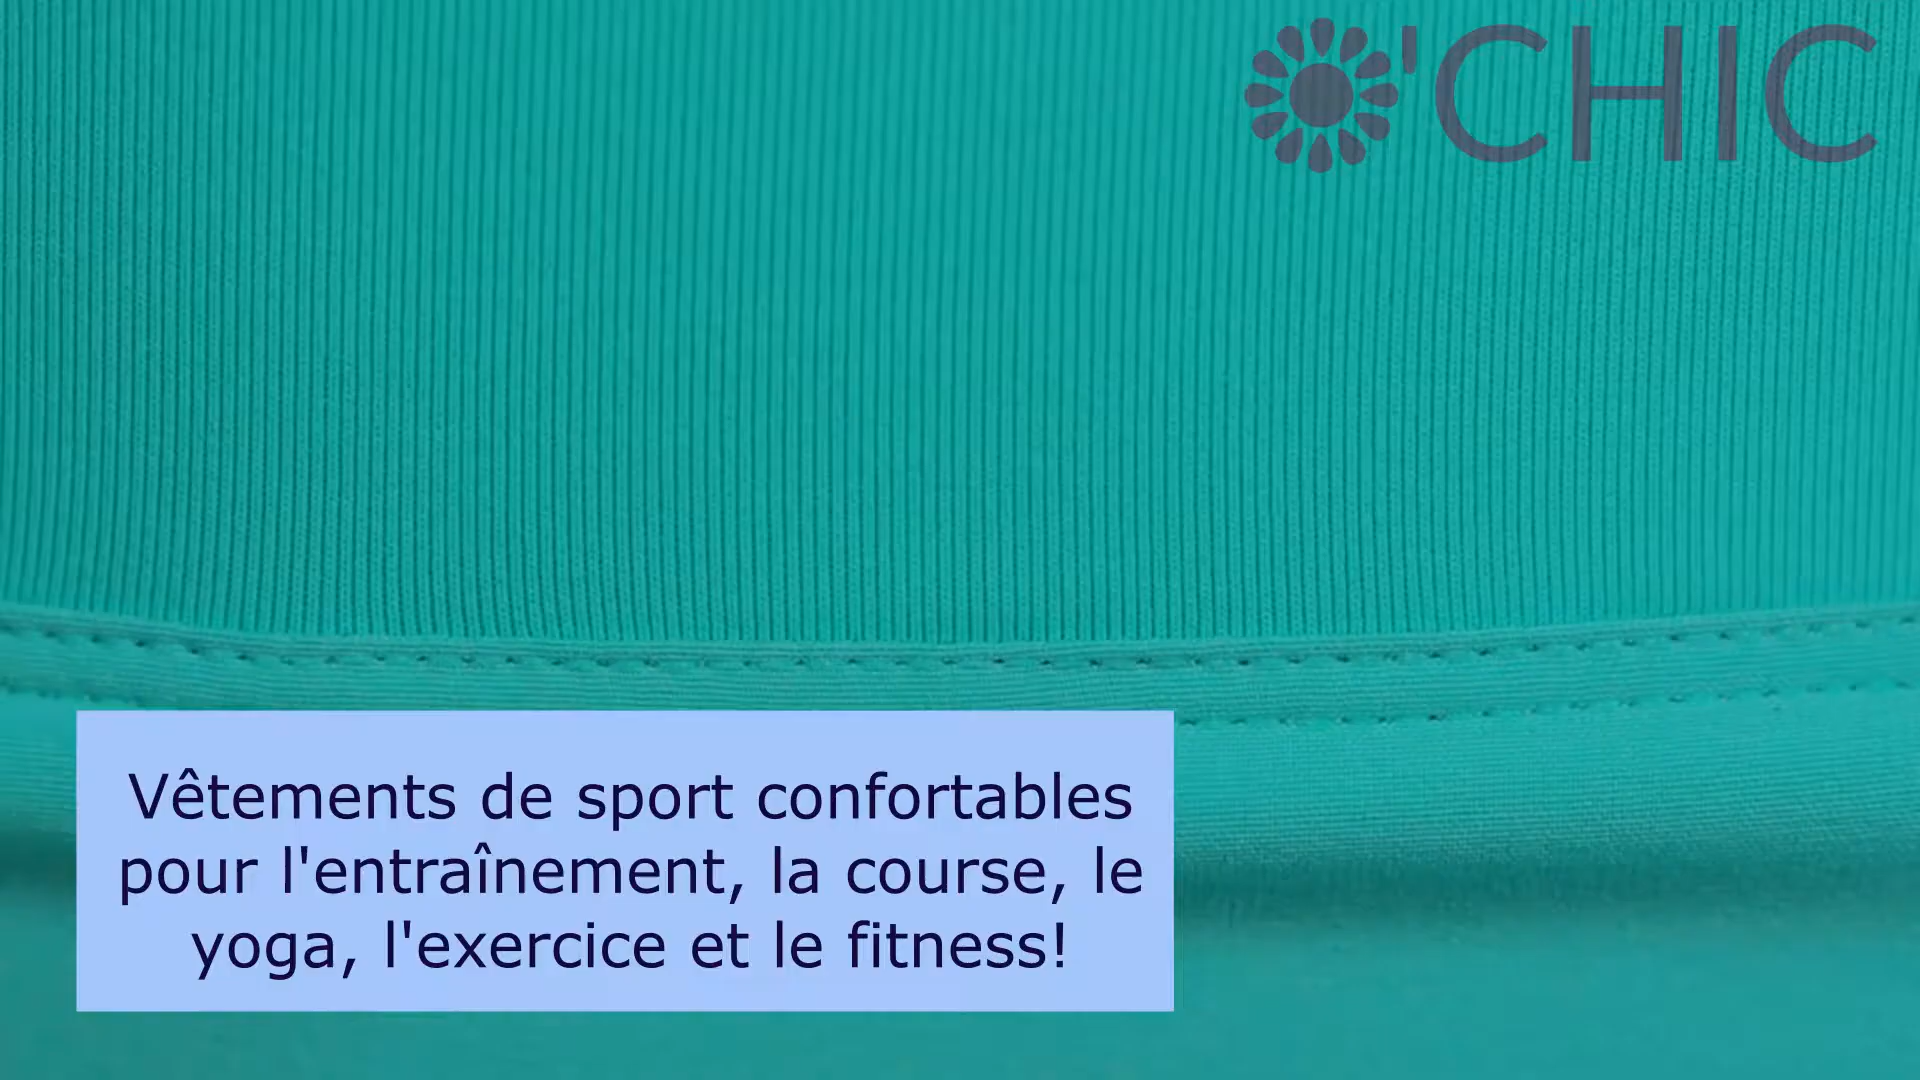 O'CHIC
Vêtements de sport confortables
pour l'entraînement, la course, le
yoga, l'exercice et le fitness!